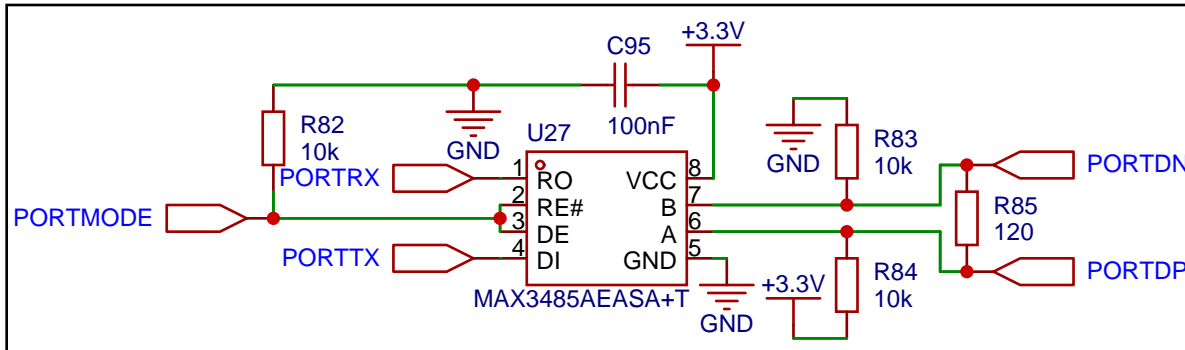 +3.3V
C95
100nF
GND
R82
10k
U27
GND
R83
10k
PORTRX
1
RO
VCC
8
PORTDN
PORTMODE
2
RE#
B
7
3
DE
A
6
R85
120
PORTTX
4
DI
GND
5
PORTDP
MAX3485AEASA+T
GND
+3.3V
R84
10k